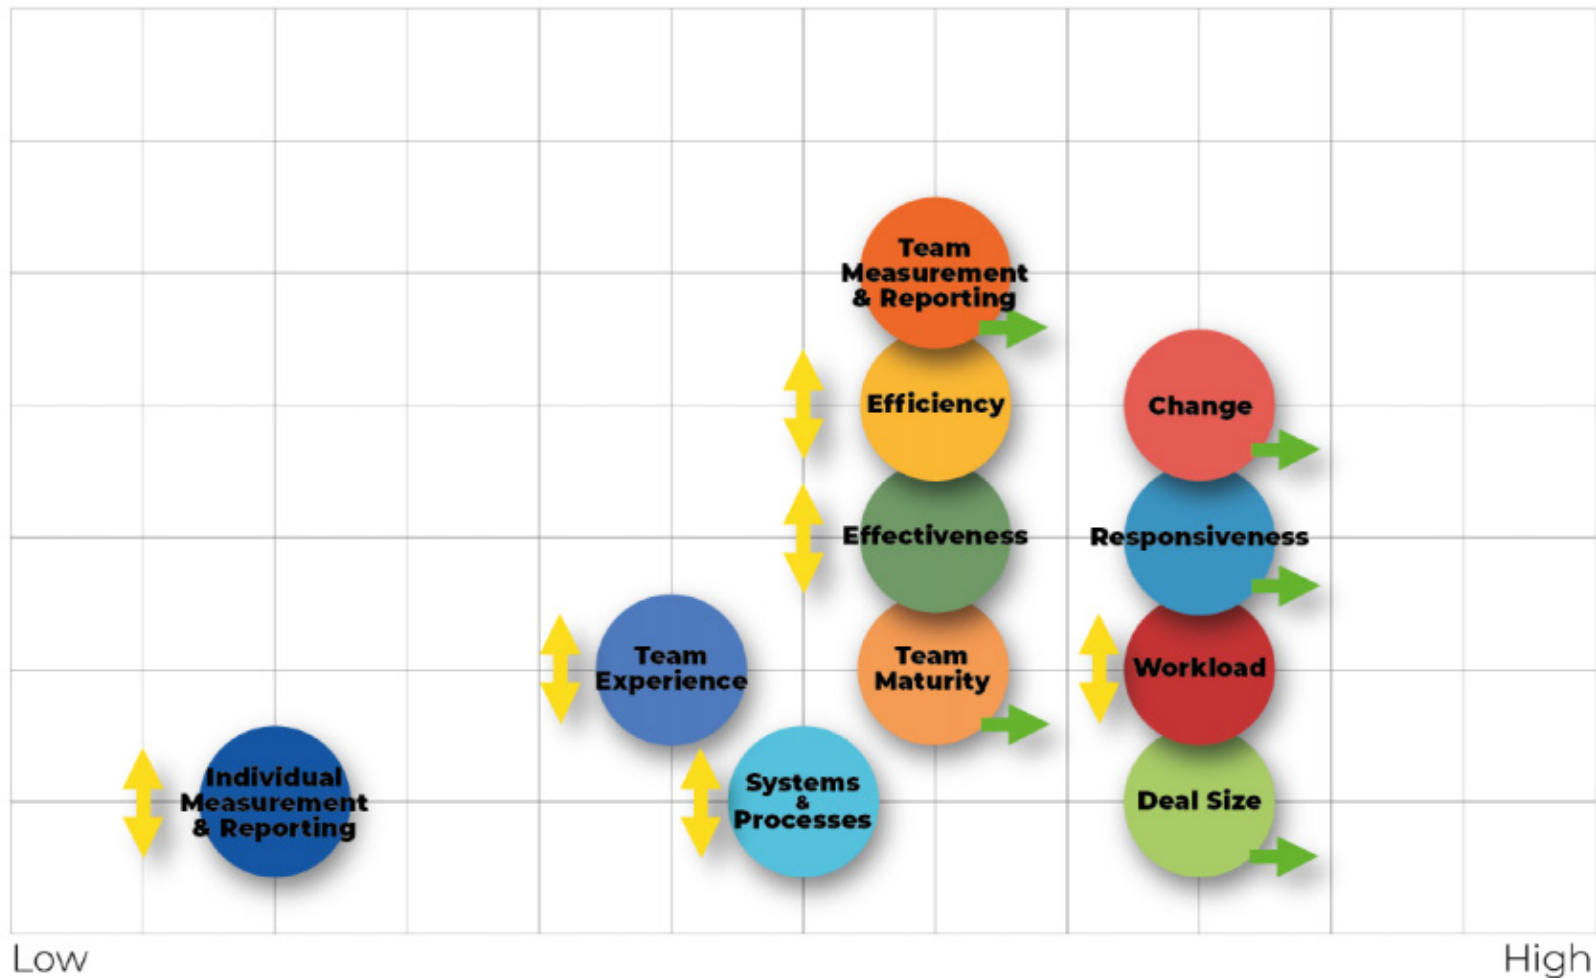 Team
Measurement
& Reporting
Efficiency
Change
Effectiveness
Responsiveness
Team
Experience
Team
Maturity
Workload
Individual
Measurement
& Reporting
Systems
&
Processes
Deal Size
Low
High